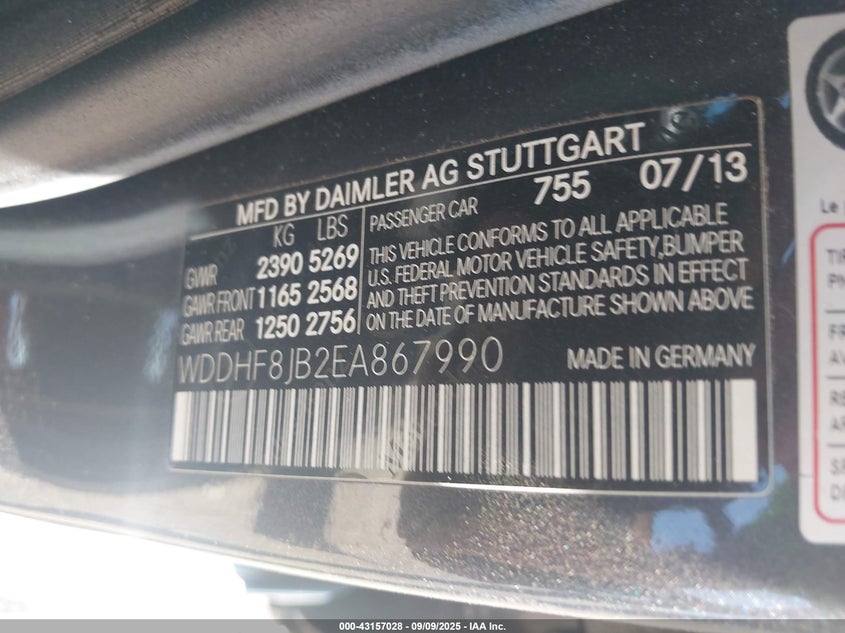 MFD BY DAIMLER AG STUTTGART
KG LBS
GVWR 2390 5269
GAWR FRONT 1165 2568
GAWR REAR 1250 2756
PASSENGER CAR 755 07/13
THIS VEHICLE CONFORMS TO ALL APPLICABLE
U.S. FEDERAL MOTOR VEHICLE SAFETY, BUMPER
AND THEFT PREVENTION STANDARDS IN EFFECT
ON THE DATE OF MANUFACTURE SHOWN ABOVE
WDDHF8JB2EA867990 MADE IN GERMANY
Le
000-43157028 - 09/09/2025 - IAA Inc.